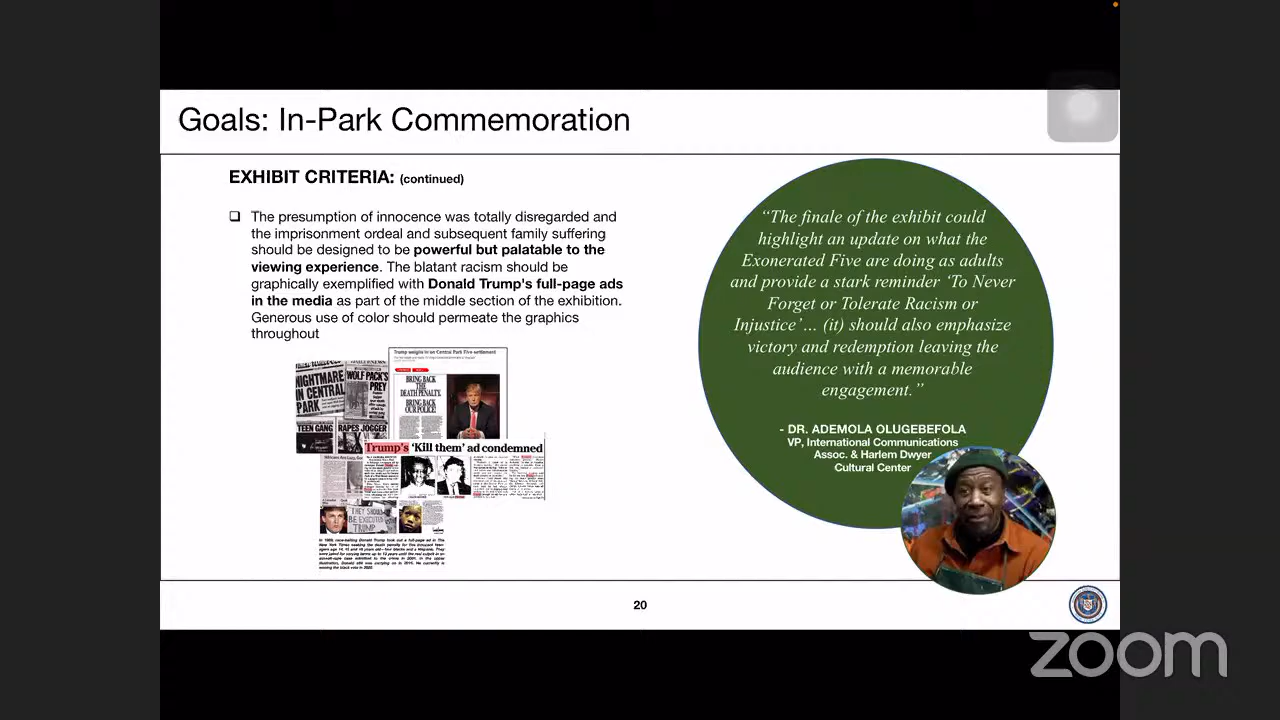 Goals: In-Park Commemoration
EXHIBIT CRITERIA: (continued)
❑ The presumption of innocence was totally disregarded and
the imprisonment ordeal and subsequent family suffering
should be designed to be powerful but palatable to the
viewing experience. The blatant racism should be
graphically exemplified with Donald Trump's full-page ads
in the media as part of the middle section of the exhibition.
Generous use of color should permeate the graphics
throughout
Trump weighs in on Central Park Five settlement
NIGHTMARE
IN CENTRAL
PARK
WOLF PACK'S
PREY
BRING BACK
THE
DEATH PENALTY.
BRING BACK
OUR POLICE!
TEEN GANG
RAPES JOGGER
Trump's 'Kill them' ad condemned
"The finale of the exhibit could
highlight an update on what the
Exonerated Five are doing as adults
and provide a stark reminder 'To Never
Forget or Tolerate Racism or
Injustice'… (it) should also emphasize
victory and redemption leaving the
audience with a memorable
engagement."
- DR. ADEMOLA OLUGEBEFOLA
VP, International Communications
Assoc. & Harlem Dwyer
Cultural Center
20
zoom